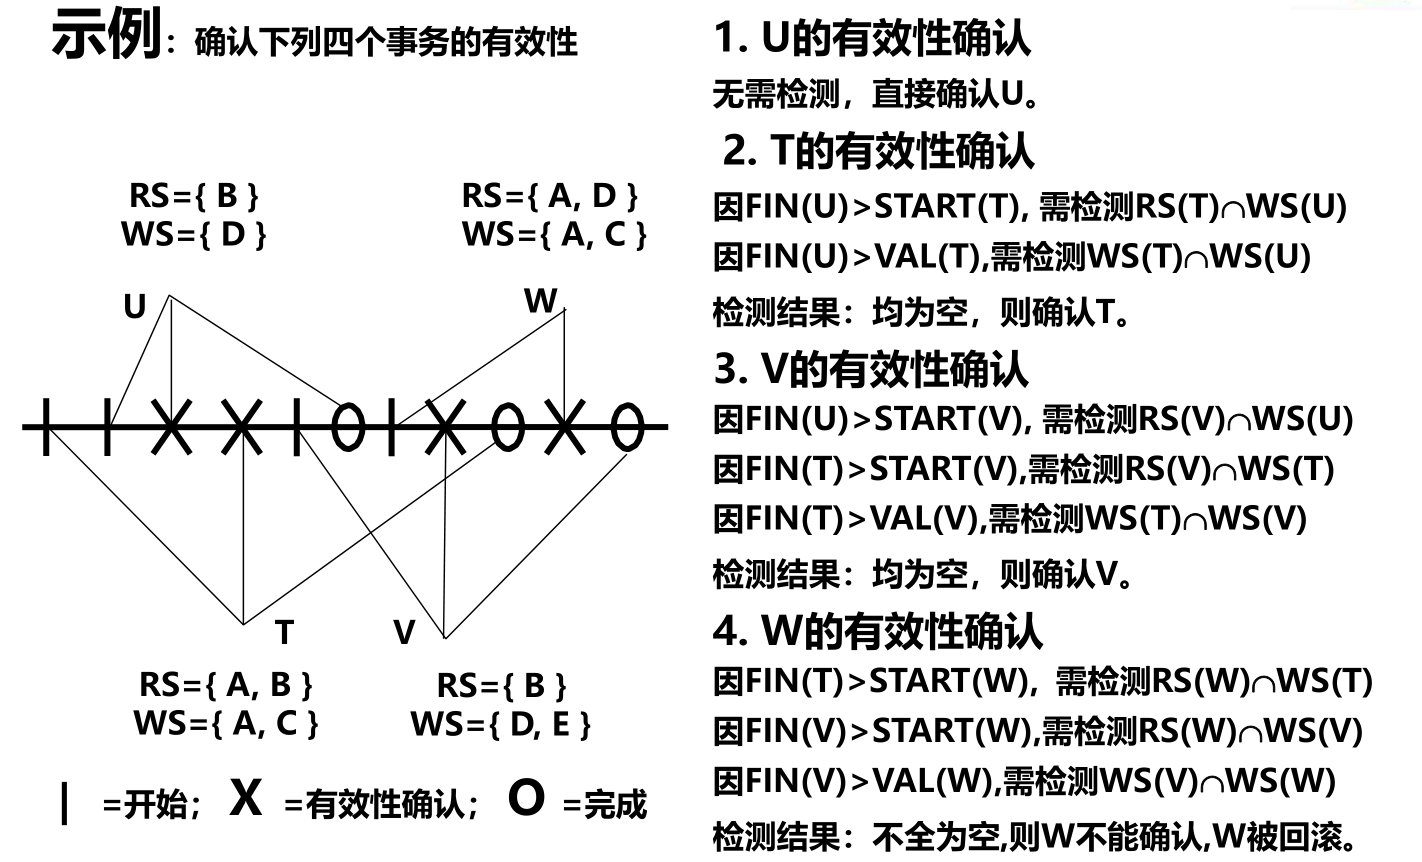 示例：确认下列四个事务的有效性
RS={ B }
WS={ D }
RS={ A, D }
WS={ A, C }
U
W
T
V
RS={ A, B }
WS={ A, C }
RS={ B }
WS={ D, E }
| =开始； X =有效性确认； O =完成
1. U的有效性确认
无需检测，直接确认U。
2. T的有效性确认
因FIN(U)>START(T), 需检测RS(T)∩WS(U)
因FIN(U)>VAL(T),需检测WS(T)∩WS(U)
检测结果：均为空，则确认T。
3. V的有效性确认
因FIN(U)>START(V), 需检测RS(V)∩WS(U)
因FIN(T)>START(V),需检测RS(V)∩WS(T)
因FIN(T)>VAL(V),需检测WS(T)∩WS(V)
检测结果：均为空，则确认V。
4. W的有效性确认
因FIN(T)>START(W), 需检测RS(W)∩WS(T)
因FIN(V)>START(W),需检测RS(W)∩WS(V)
因FIN(V)>VAL(W),需检测WS(V)∩WS(W)
检测结果：不全为空,则W不能确认,W被回滚。